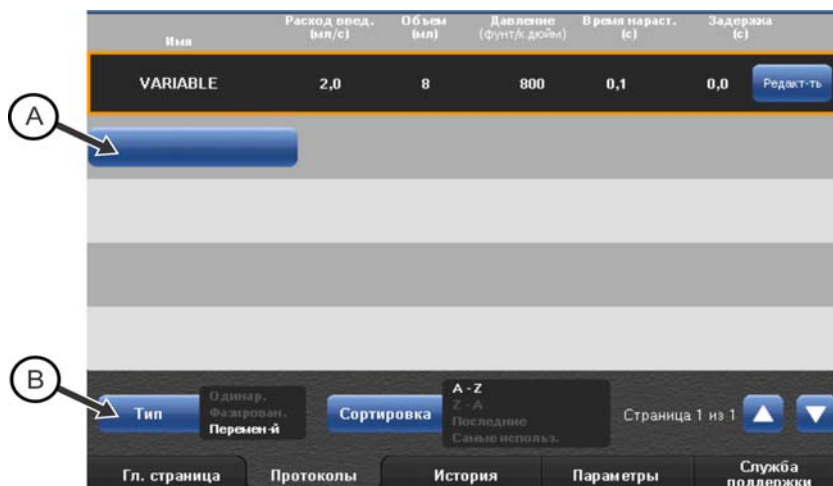 Имя
Расход введ.
(мл/с)
Объем
(мл)
Давление
(фунт/к.дюйм)
Время нараст.
(с)
Задержка
(с)
VARIABLE 2,0 8 800 0,1 0,0 Редакт-ть
A
B
Тип
Одинар.
Фазирован.
Перемен-й
Сортировка
A - Z
Z - A
Последние
Самые использ.
Страница 1 из 1
Гл. страница Протоколы История Параметры Служба
поддержки